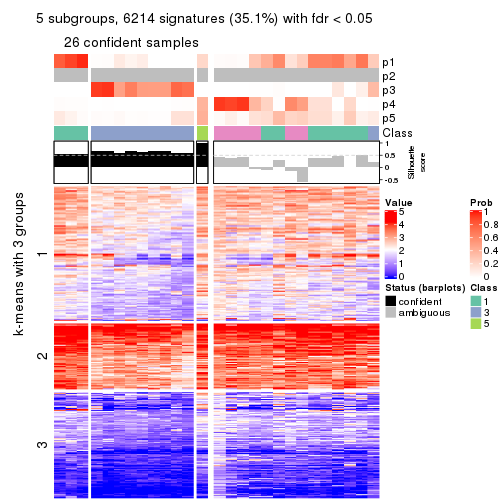 5 subgroups, 6214 signatures (35.1%) with fdr < 0.05
26 confident samples
p1
p2
p3
p4
p5
Class
1
0.5
0
-0.5
Silhouette
score
k-means with 3 groups
1
2
3
Value
5
4
3
2
1
0
Prob
1
0.8
0.6
0.4
0.2
0
Status (barplots)
confident
ambiguous
Class
1
3
5